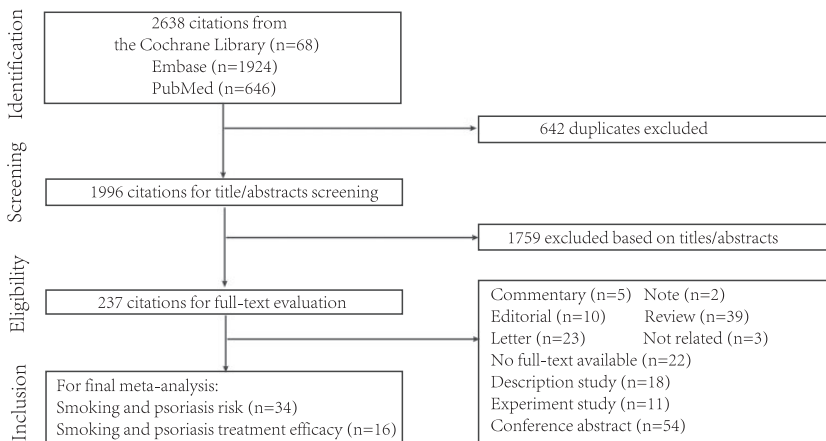 Identification
2638 citations from
the Cochrane Library (n=68)
Embase (n=1924)
PubMed (n=646)
642 duplicates excluded
Screening
1996 citations for title/abstracts screening
1759 excluded based on titles/abstracts
Eligibility
237 citations for full-text evaluation
Commentary (n=5) Note (n=2)
Editorial (n=10) Review (n=39)
Letter (n=23) Not related (n=3)
No full-text available (n=22)
Description study (n=18)
Experiment study (n=11)
Conference abstract (n=54)
Inclusion
For final meta-analysis:
Smoking and psoriasis risk (n=34)
Smoking and psoriasis treatment efficacy (n=16)